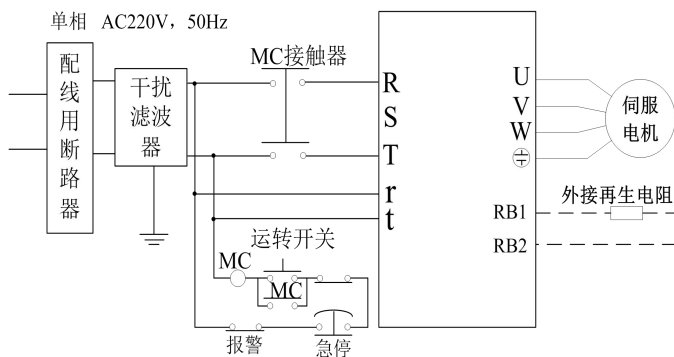 单相 AC220V，50Hz
配线用断路器
干扰滤波器
MC接触器
R
S
T
r
t
U
V
W
伺服电机
RB1
外接再生电阻
RB2
运转开关
MC
MC
报警
急停